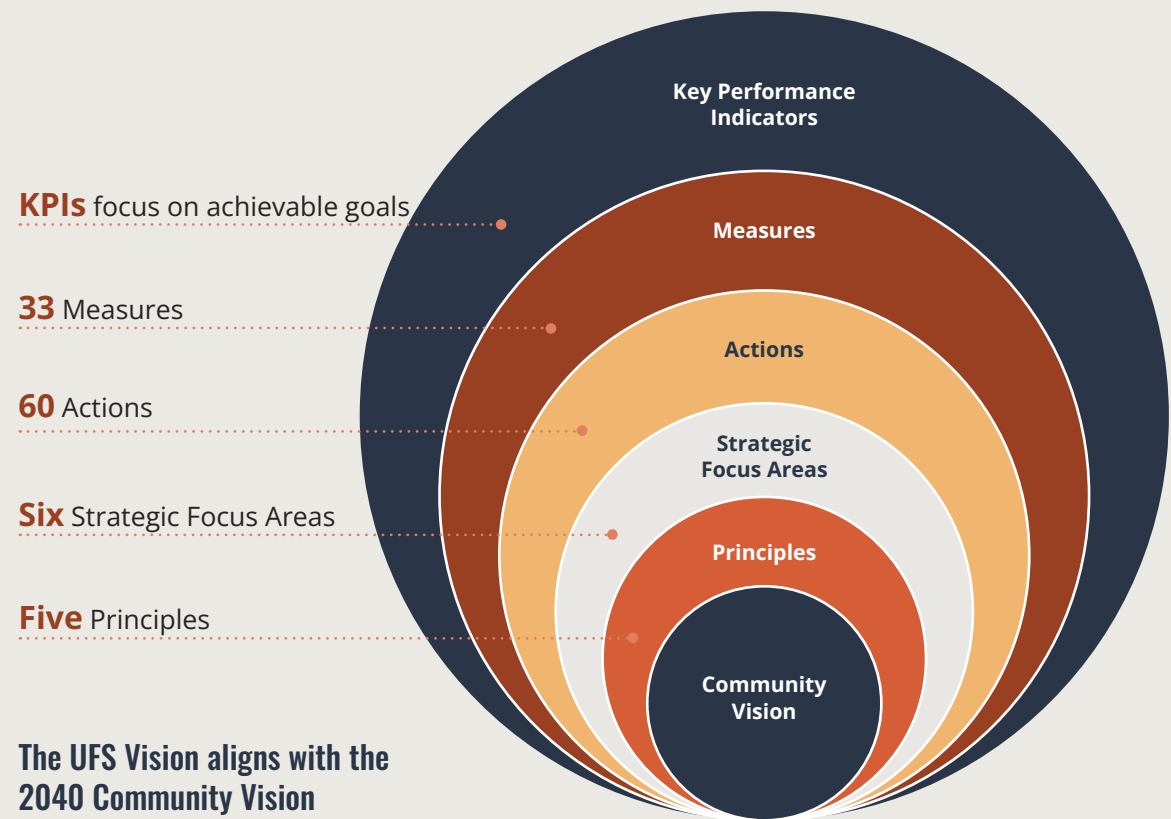 Key Performance
Indicators
KPIs focus on achievable goals
Measures
33 Measures
Actions
60 Actions
Strategic
Focus Areas
Six Strategic Focus Areas
Principles
Five Principles
Community
Vision
The UFS Vision aligns with the
2040 Community Vision